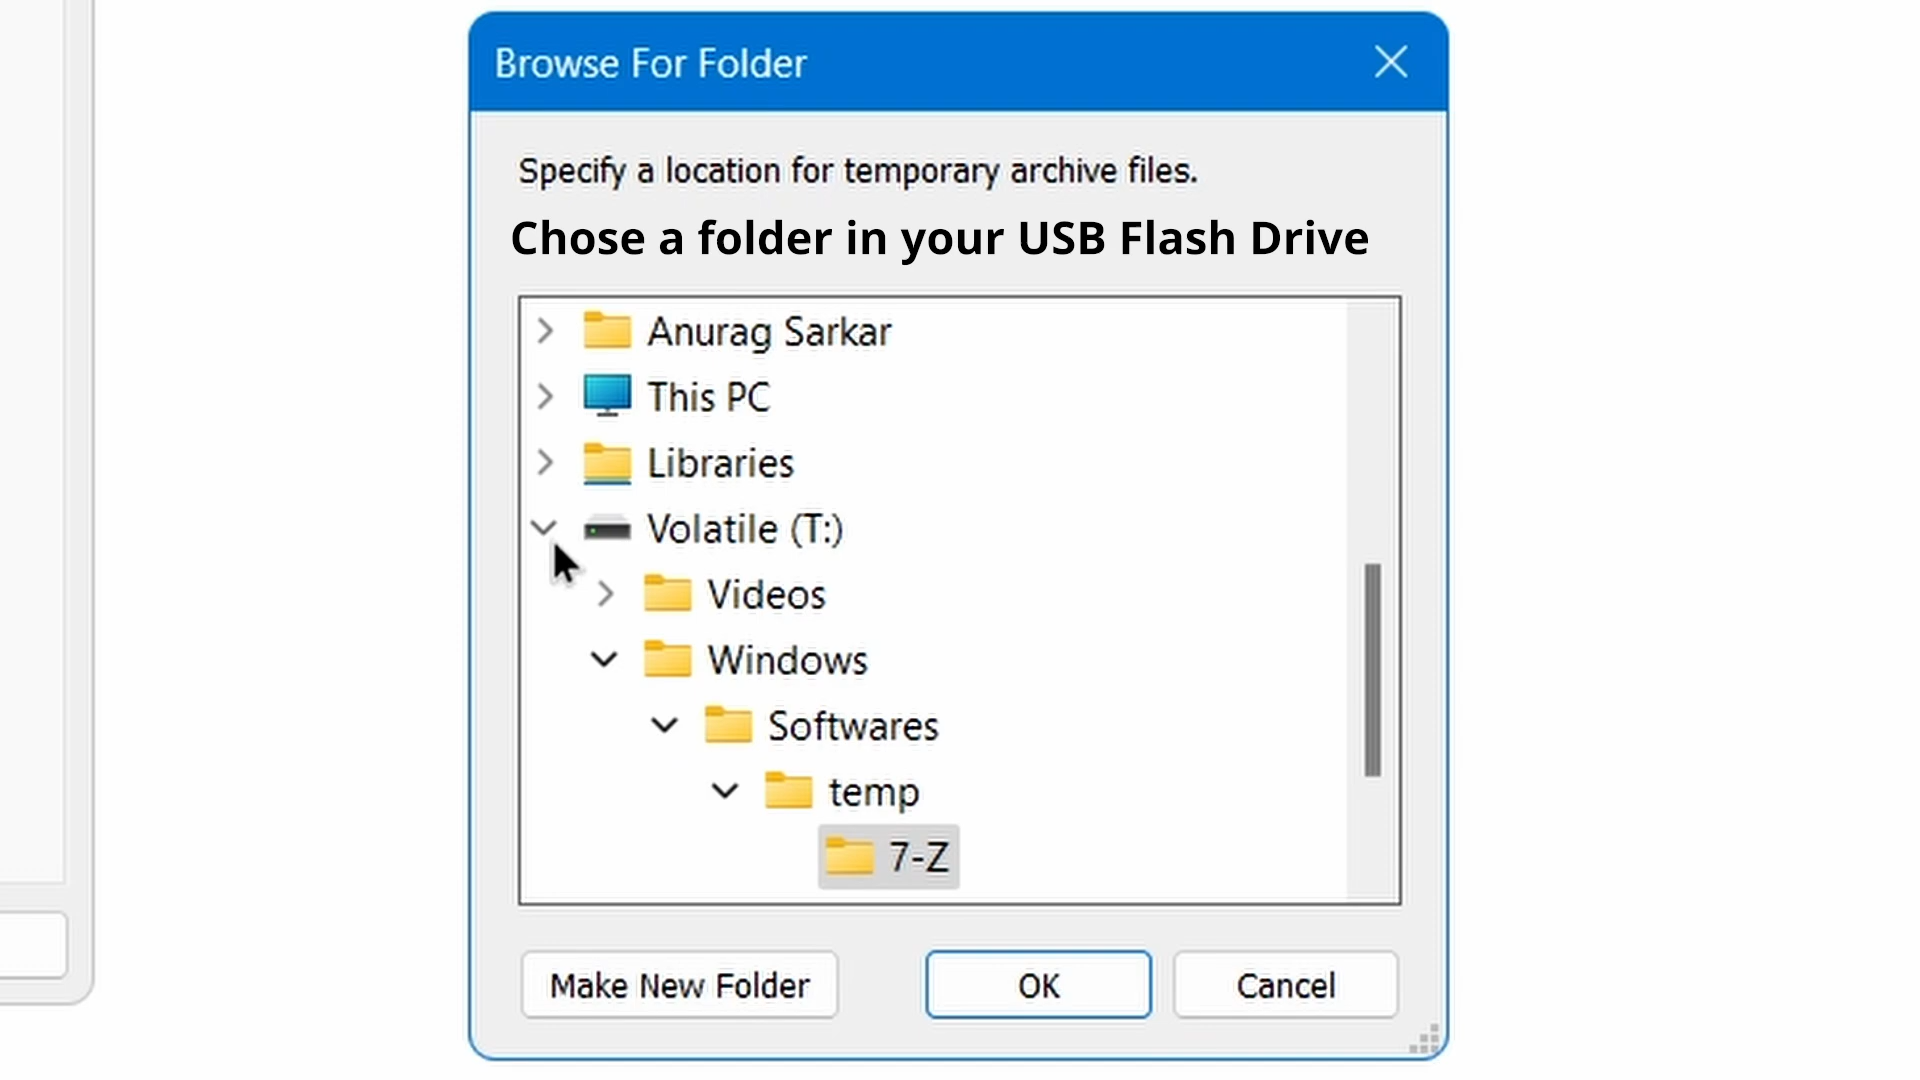 Browse For Folder
Specify a location for temporary archive files.
Chose a folder in your USB Flash Drive
Anurag Sarkar
This PC
Libraries
Volatile (T:)
Videos
Windows
Softwares
temp
7-Z
Make New Folder OK Cancel